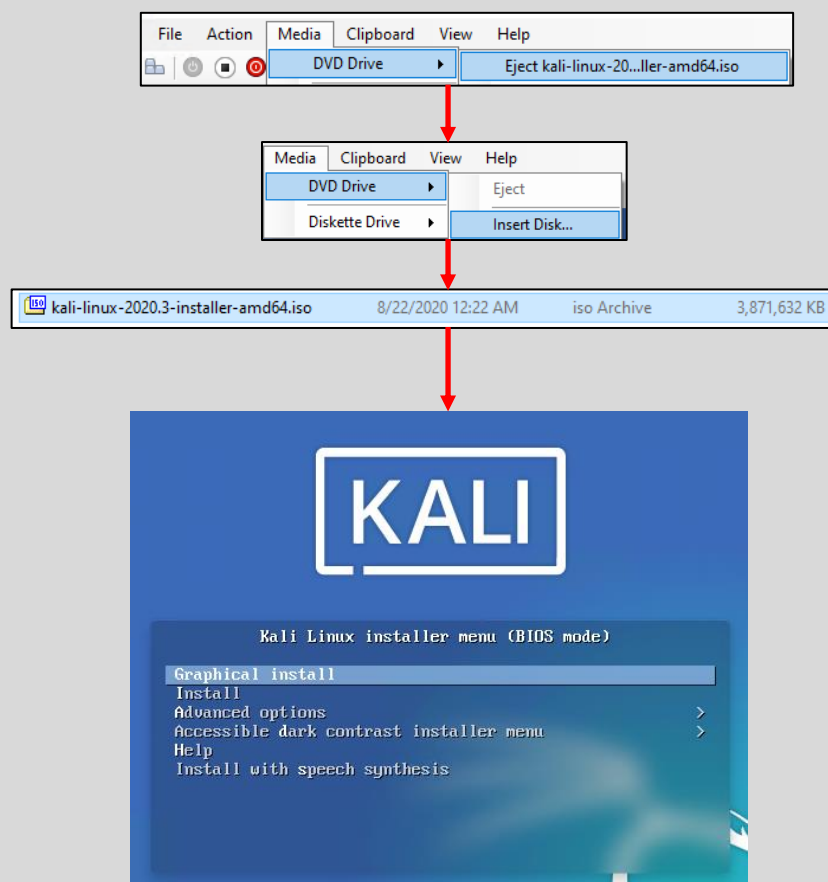 File Action Media Clipboard View Help
DVD Drive Eject kali-linux-20...ller-amd64.iso
Media Clipboard View Help
DVD Drive Eject
Diskette Drive Insert Disk...
ISO kali-linux-2020.3-installer-amd64.iso 8/22/2020 12:22 AM iso Archive 3,871,632 KB
KALI
Kali Linux installer menu (BIOS mode)
Graphical install
Install
Advanced options >
Accessible dark contrast installer menu >
Help
Install with speech synthesis